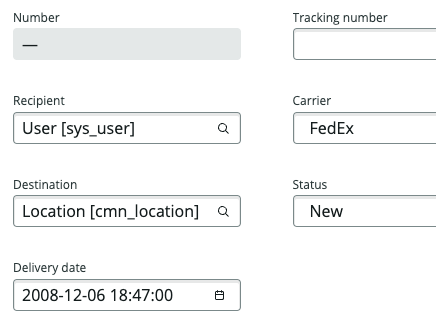 Number
—
Tracking number
Recipient
User [sys_user]
Carrier
FedEx
Destination
Location [cmn_location]
Status
New
Delivery date
2008-12-06 18:47:00